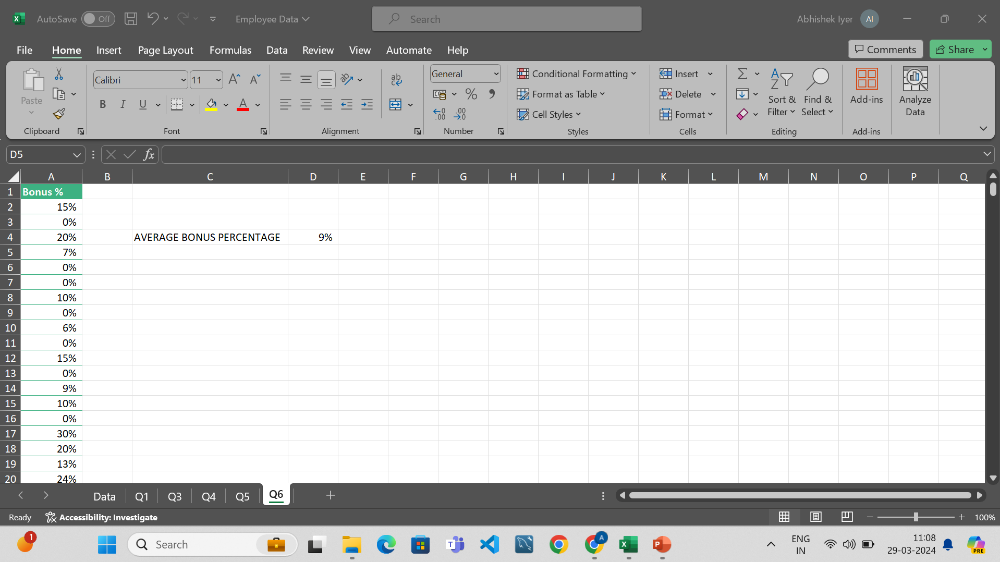 AutoSave Off Employee Data Search Abhishek Iyer AI
File Home Insert Page Layout Formulas Data Review View Automate Help Comments Share
Paste
Clipboard
Calibri 11
B I U
Font
ab
Alignment
General
% 9
Number
Conditional Formatting
Format as Table
Cell Styles
Styles
Insert
Delete
Format
Cells
Sort &
Filter
Find &
Select
Editing
Add-ins
Add-ins
Analyze
Data
D5 fx
A B C D E F G H I J K L M N O P Q
1 Bonus %
2 15%
3 0%
4 20% AVERAGE BONUS PERCENTAGE 9%
5 7%
6 0%
7 0%
8 10%
9 0%
10 6%
11 0%
12 15%
13 0%
14 9%
15 10%
16 0%
17 30%
18 20%
19 13%
20 24%
Data Q1 Q3 Q4 Q5 Q6
Ready Accessibility: Investigate 100%
1 Search ENG 11:08
IN 29-03-2024 PRE